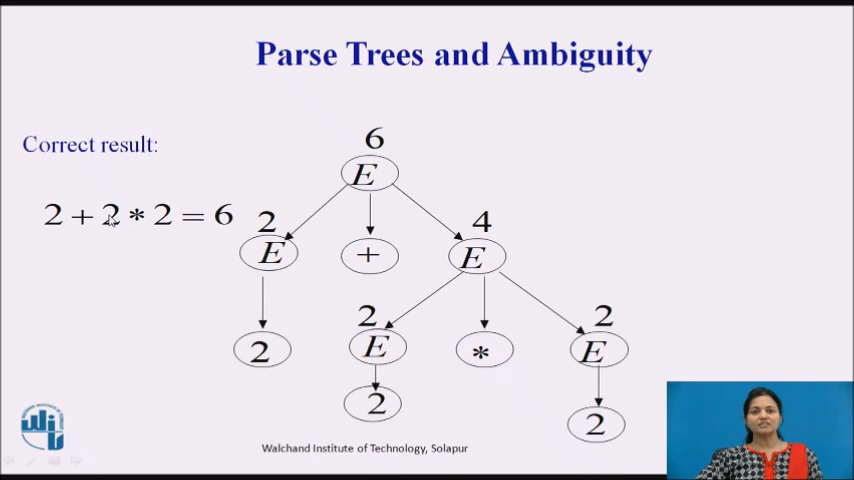 Parse Trees and Ambiguity
Correct result:
2 + 2 * 2 = 6
6
E
2
4
E
+
E
2
2
2
E
*
E
2
2
Walchand Institute of Technology, Solapur